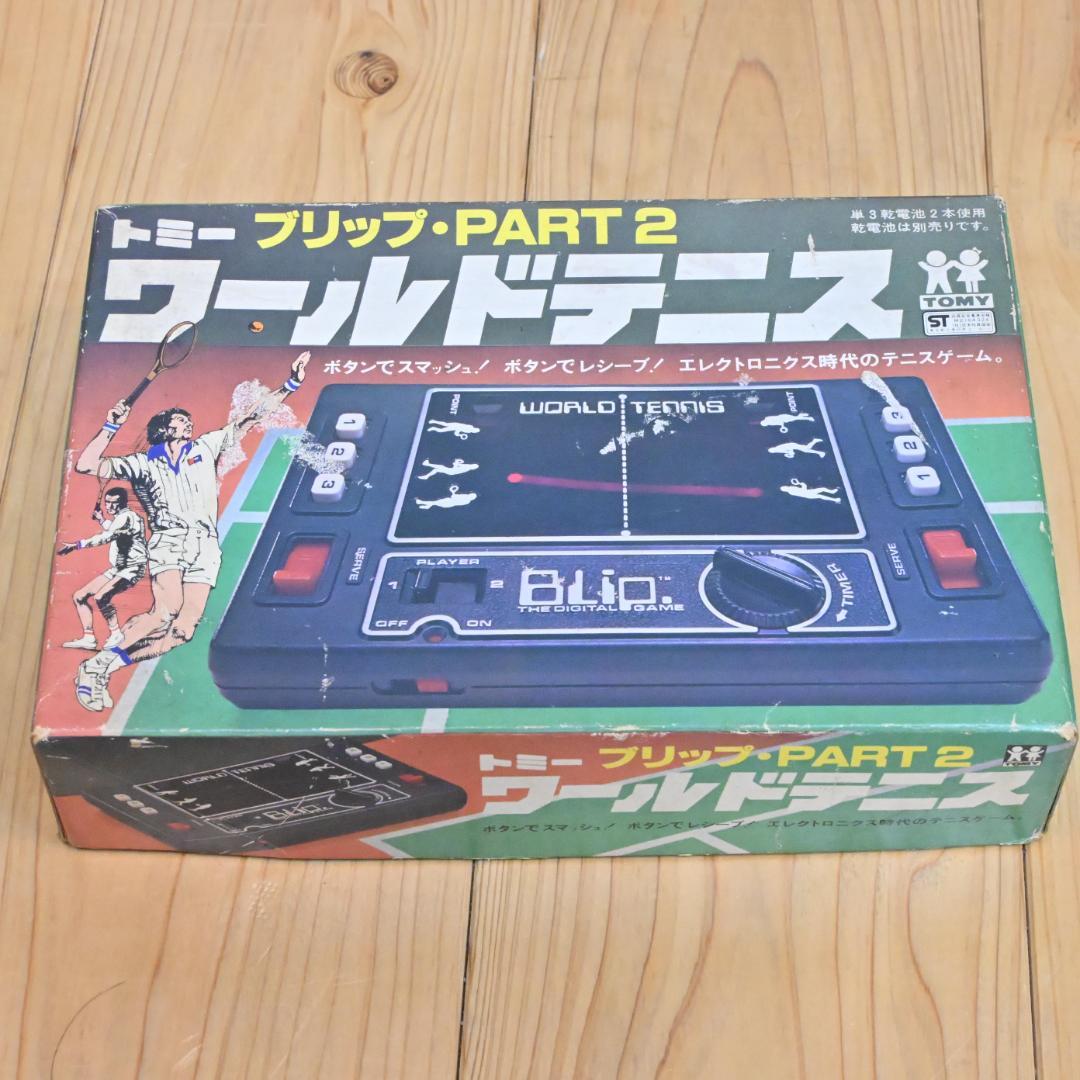 トミー ブリップ・PART 2
ワールドテニス
単3乾電池2本使用
乾電池は別売りです。
TOMY
ST
ボタンでスマッシュ! ボタンでレシーブ! エレクトロニクス時代のテニスゲーム。
POINT WORLD TENNIS POINT
1
2
3
3
2
1
SERVE
SERVE
PLAYER
1 2
OFF ON
BLip.™
THE DIGITAL GAME
TIMER
トミー ブリップ・PART 2
ワールドテニス
ボタンでスマッシュ! ボタンでレシーブ! エレクトロニクス時代のテニスゲーム。